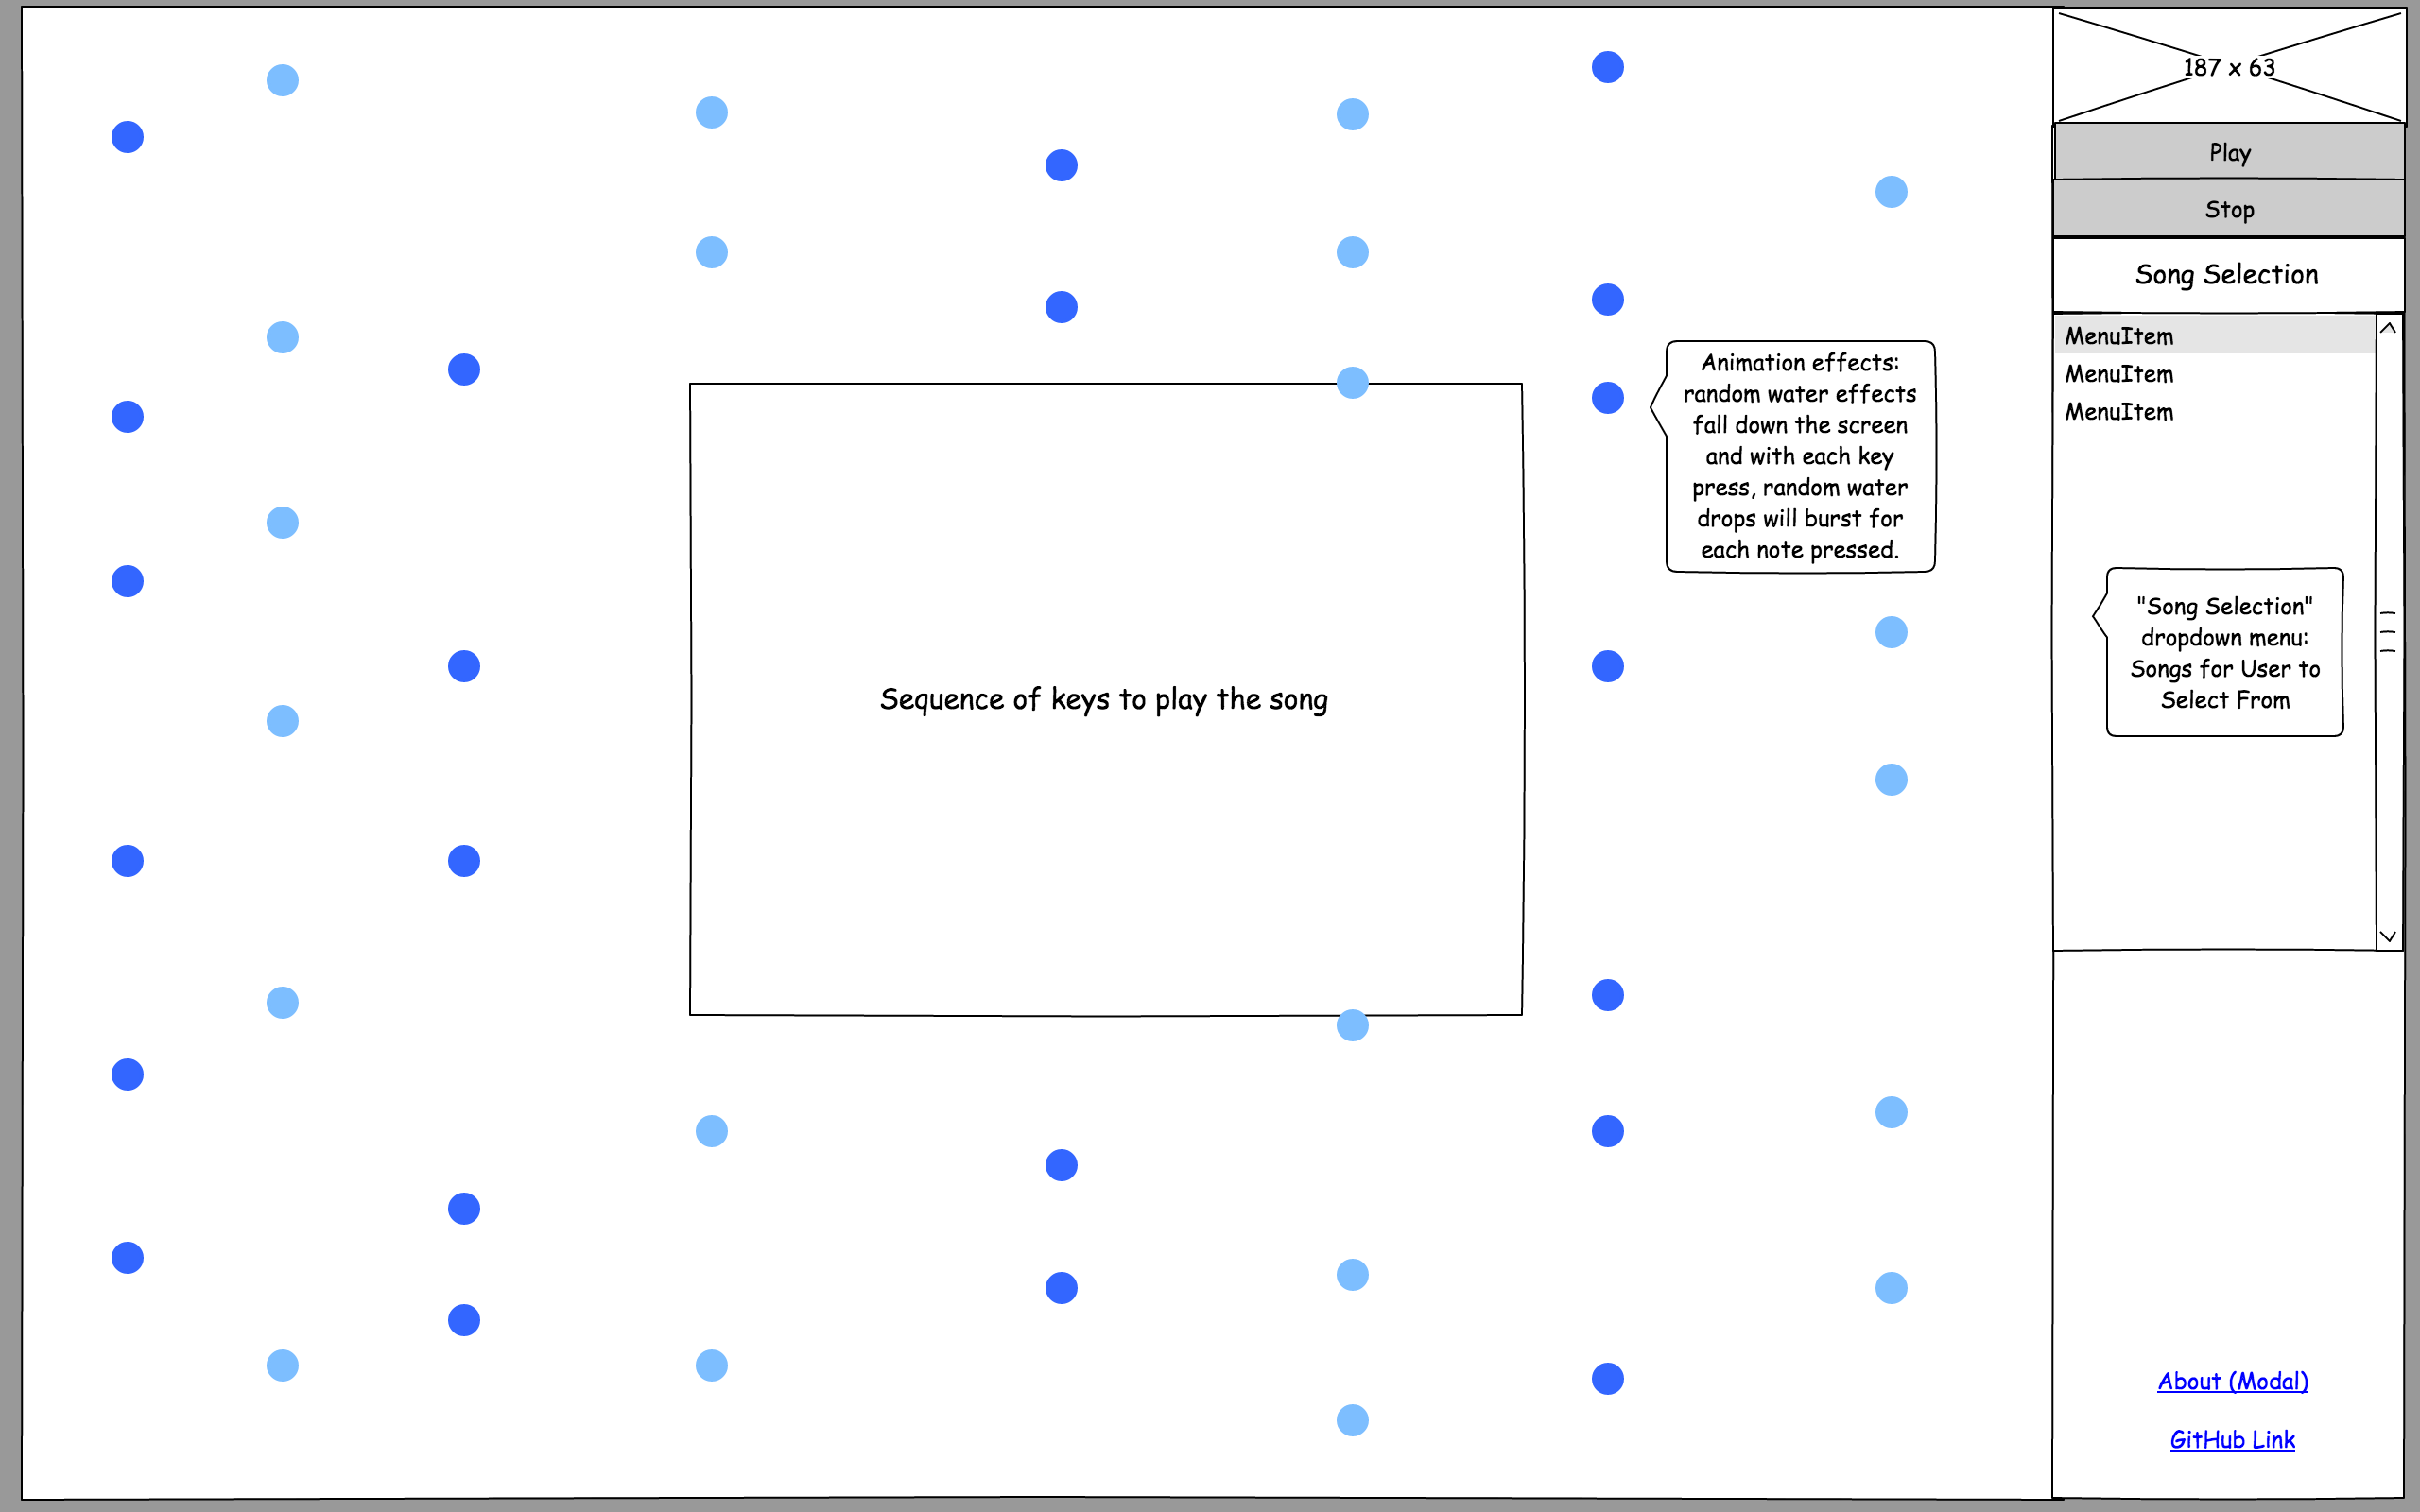 187 x 63
Play
Stop
Song Selection
MenuItem
MenuItem
MenuItem
Animation effects:
random water effects
fall down the screen
and with each key
press, random water
drops will burst for
each note pressed.
"Song Selection"
dropdown menu:
Songs for User to
Select From
Sequence of keys to play the song
About (Modal)
GitHub Link